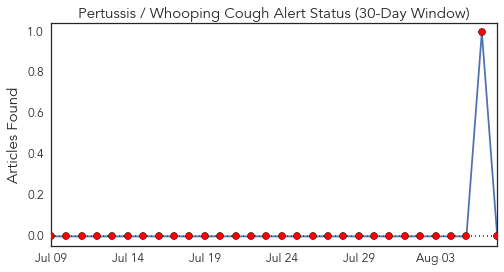 Pertussis / Whooping Cough Alert Status (30-Day Window)
Articles Found
1.0
0.8
0.6
0.4
0.2
0.0
Jul 09 Jul 14 Jul 19 Jul 24 Jul 29 Aug 03